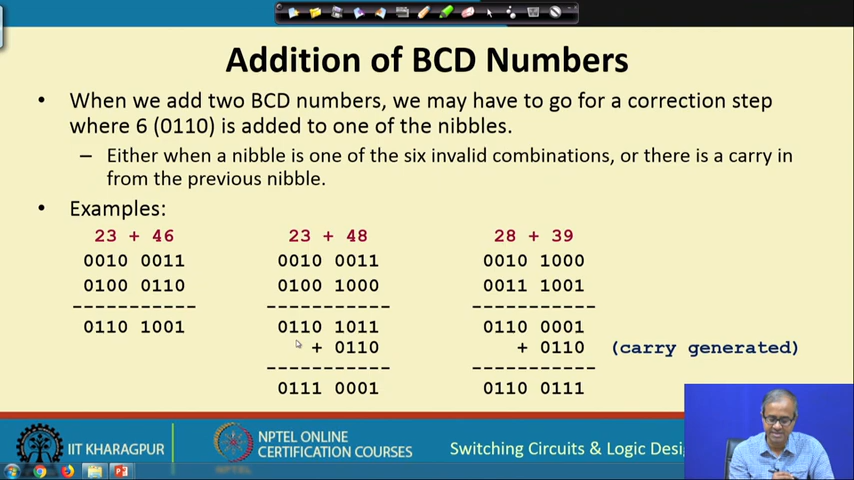 Addition of BCD Numbers
• When we add two BCD numbers, we may have to go for a correction step
where 6 (0110) is added to one of the nibbles.
– Either when a nibble is one of the six invalid combinations, or there is a carry in
from the previous nibble.
• Examples:
23 + 46
0010 0011
0100 0110
-----------
0110 1001
23 + 48
0010 0011
0100 1000
-----------
0110 1011
+ 0110
-----------
0111 0001
28 + 39
0010 1000
0011 1001
-----------
0110 0001
+ 0110 (carry generated)
-----------
0110 0111
IIT KHARAGPUR
NPTEL ONLINE
CERTIFICATION COURSES
Switching Circuits & Logic Desi